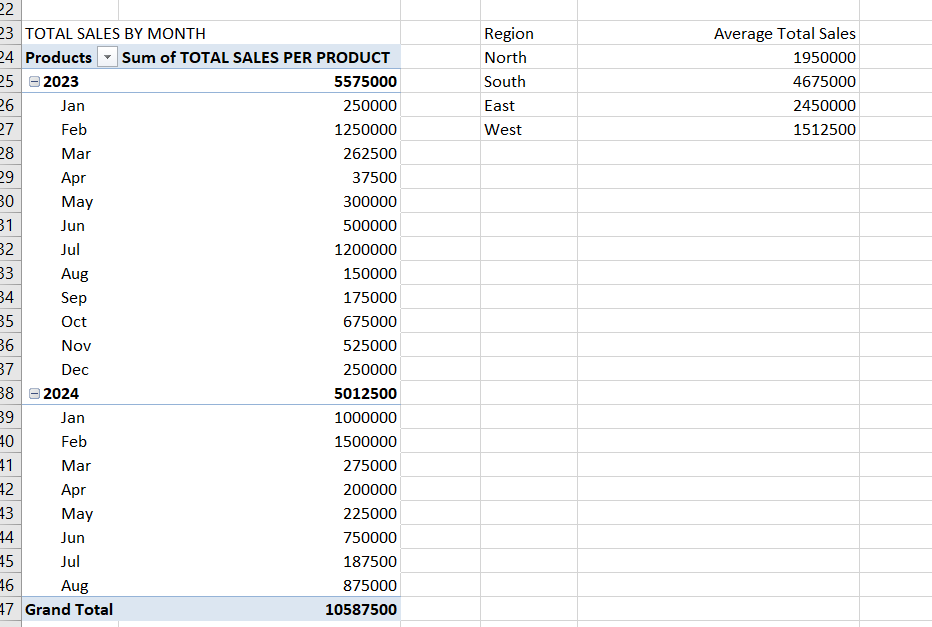 22
23 TOTAL SALES BY MONTH Region Average Total Sales
24 Products Sum of TOTAL SALES PER PRODUCT North 1950000
25 2023 5575000 South 4675000
26 Jan 250000 East 2450000
27 Feb 1250000 West 1512500
28 Mar 262500
29 Apr 37500
30 May 300000
31 Jun 500000
32 Jul 1200000
33 Aug 150000
34 Sep 175000
35 Oct 675000
36 Nov 525000
37 Dec 250000
38 2024 5012500
39 Jan 1000000
40 Feb 1500000
41 Mar 275000
42 Apr 200000
43 May 225000
44 Jun 750000
45 Jul 187500
46 Aug 875000
47 Grand Total 10587500